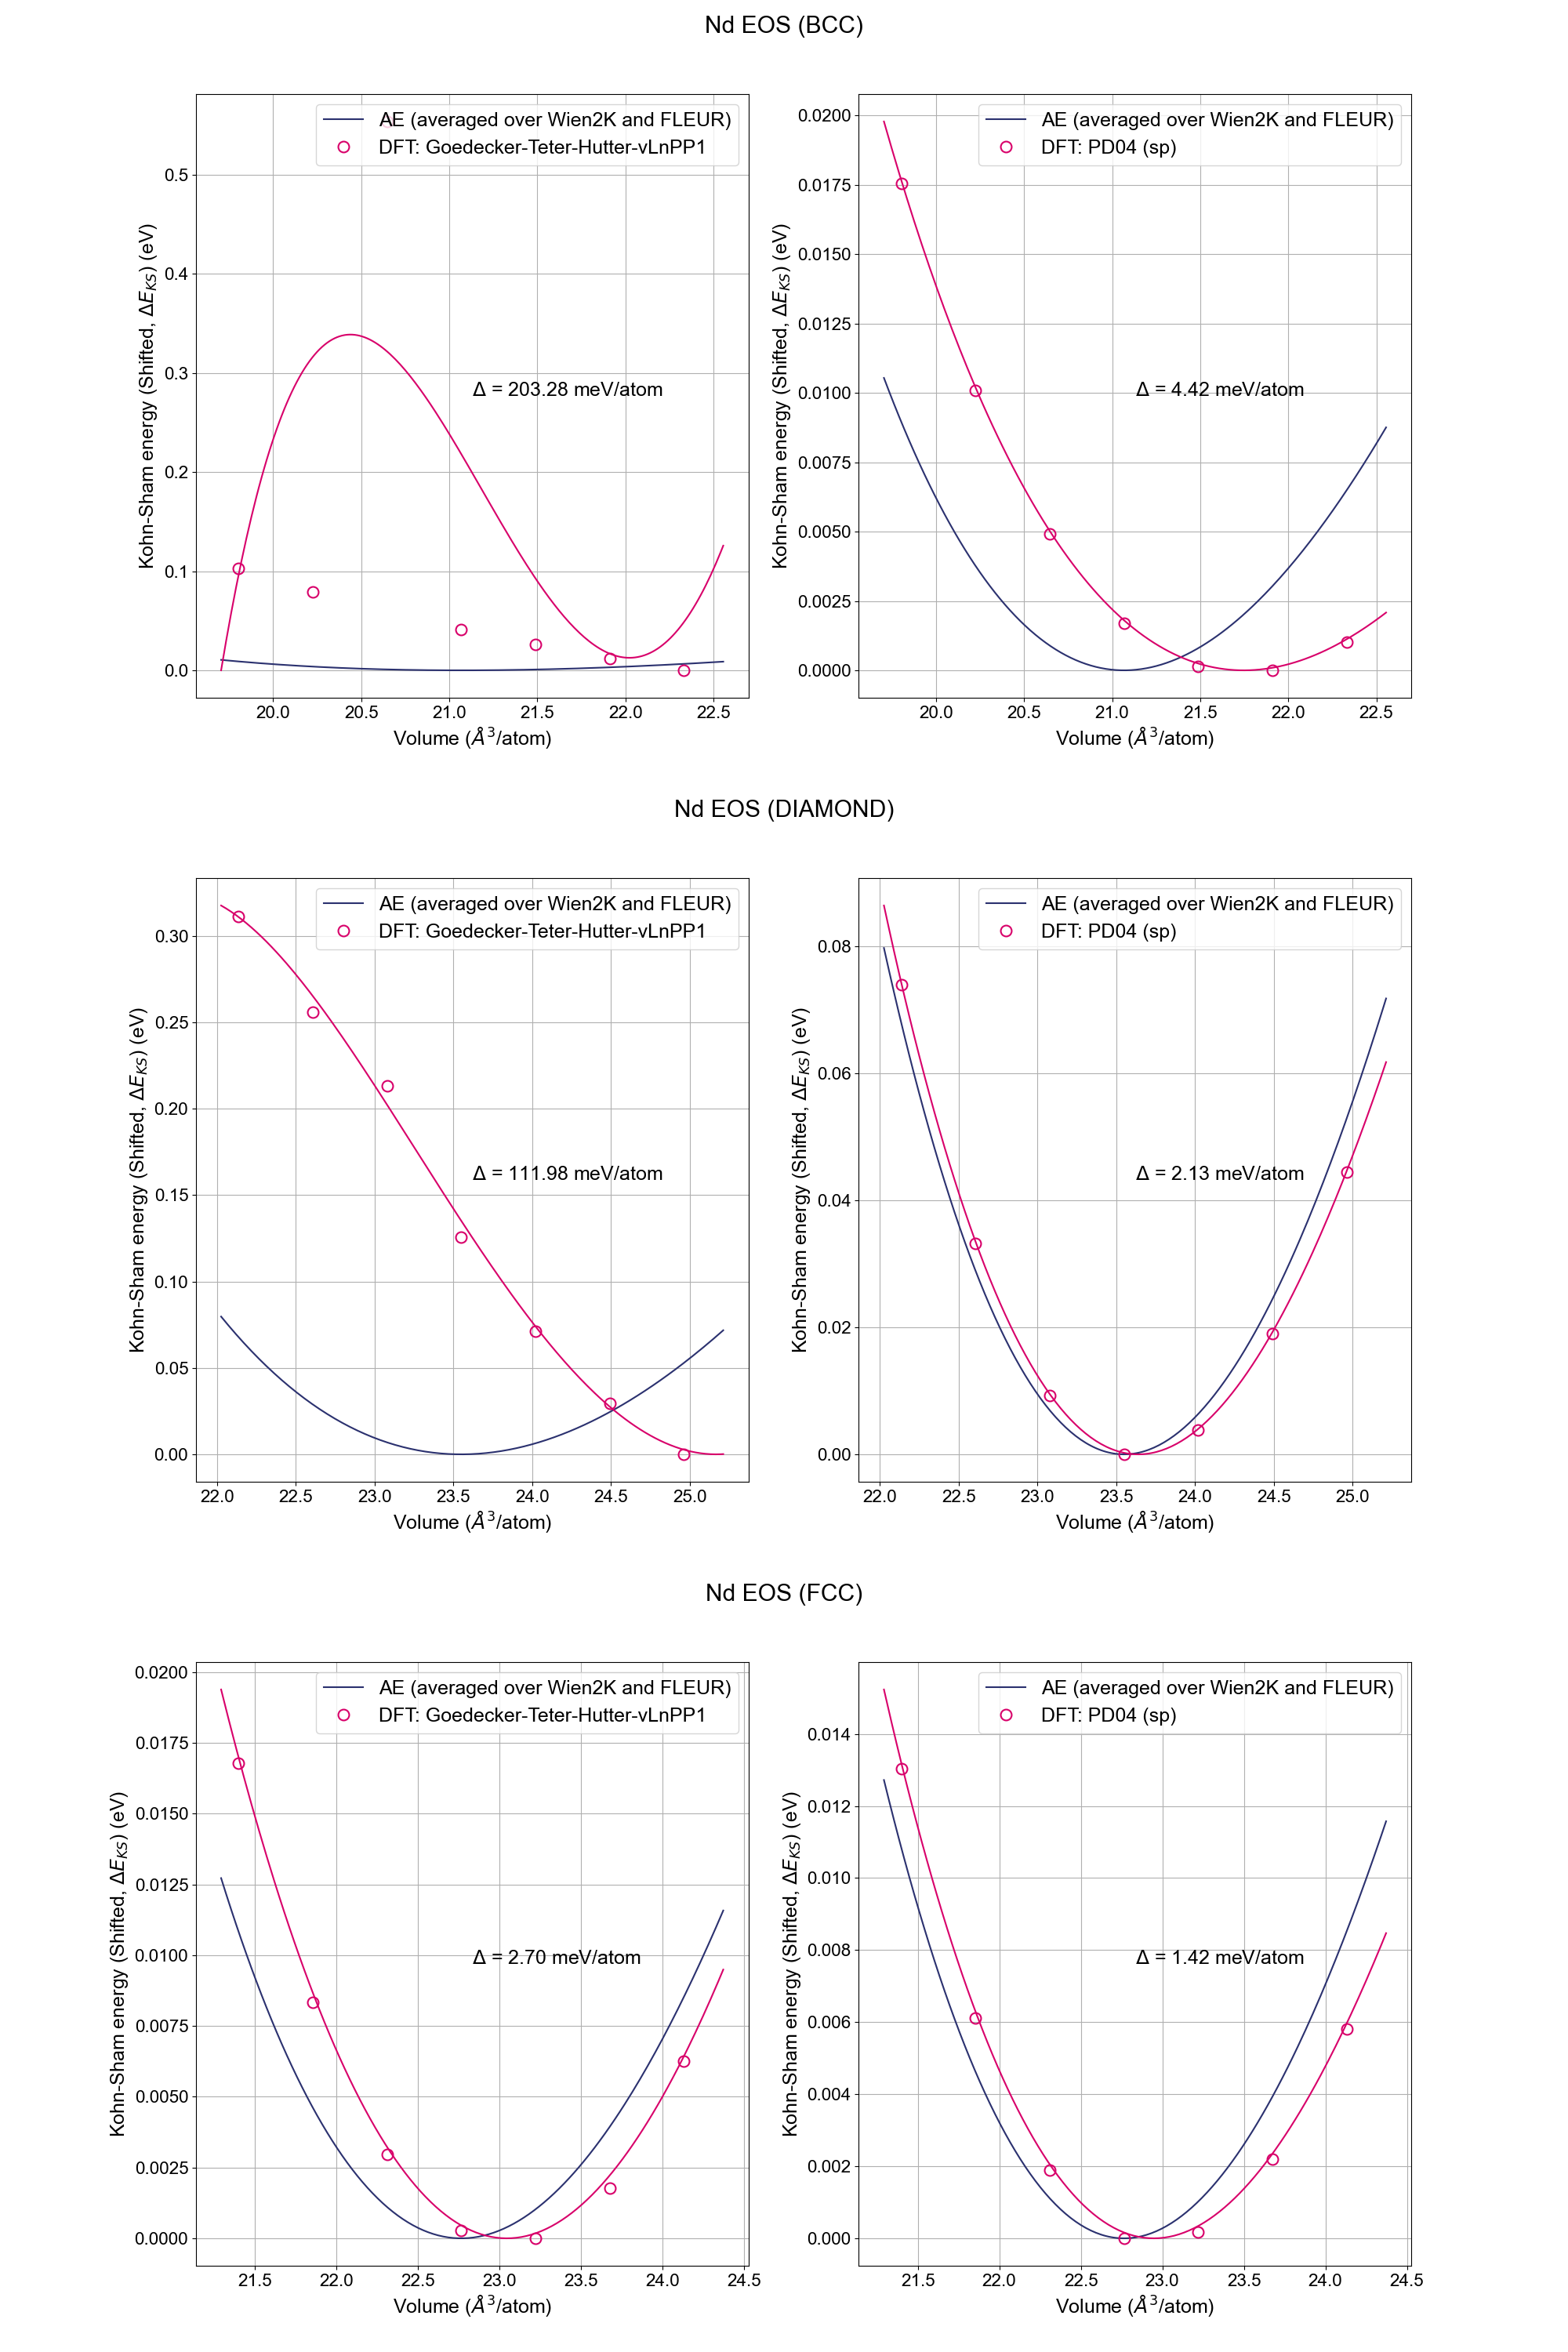 Nd EOS (BCC)
AE (averaged over Wien2K and FLEUR)
DFT: Goedecker-Teter-Hutter-vLnPP1
Δ = 203.28 meV/atom
Kohn-Sham energy (Shifted, ΔE_KS) (eV)
0.5
0.4
0.3
0.2
0.1
0.0
20.0 20.5 21.0 21.5 22.0 22.5
Volume (Å^3/atom)
AE (averaged over Wien2K and FLEUR)
DFT: PD04 (sp)
Δ = 4.42 meV/atom
Kohn-Sham energy (Shifted, ΔE_KS) (eV)
0.0200
0.0175
0.0150
0.0125
0.0100
0.0075
0.0050
0.0025
0.0000
20.0 20.5 21.0 21.5 22.0 22.5
Volume (Å^3/atom)
Nd EOS (DIAMOND)
AE (averaged over Wien2K and FLEUR)
DFT: Goedecker-Teter-Hutter-vLnPP1
Δ = 111.98 meV/atom
Kohn-Sham energy (Shifted, ΔE_KS) (eV)
0.30
0.25
0.20
0.15
0.10
0.05
0.00
22.0 22.5 23.0 23.5 24.0 24.5 25.0
Volume (Å^3/atom)
AE (averaged over Wien2K and FLEUR)
DFT: PD04 (sp)
Δ = 2.13 meV/atom
Kohn-Sham energy (Shifted, ΔE_KS) (eV)
0.08
0.06
0.04
0.02
0.00
22.0 22.5 23.0 23.5 24.0 24.5 25.0
Volume (Å^3/atom)
Nd EOS (FCC)
AE (averaged over Wien2K and FLEUR)
DFT: Goedecker-Teter-Hutter-vLnPP1
Δ = 2.70 meV/atom
Kohn-Sham energy (Shifted, ΔE_KS) (eV)
0.0200
0.0175
0.0150
0.0125
0.0100
0.0075
0.0050
0.0025
0.0000
21.5 22.0 22.5 23.0 23.5 24.0 24.5
Volume (Å^3/atom)
AE (averaged over Wien2K and FLEUR)
DFT: PD04 (sp)
Δ = 1.42 meV/atom
Kohn-Sham energy (Shifted, ΔE_KS) (eV)
0.014
0.012
0.010
0.008
0.006
0.004
0.002
0.000
21.5 22.0 22.5 23.0 23.5 24.0 24.5
Volume (Å^3/atom)